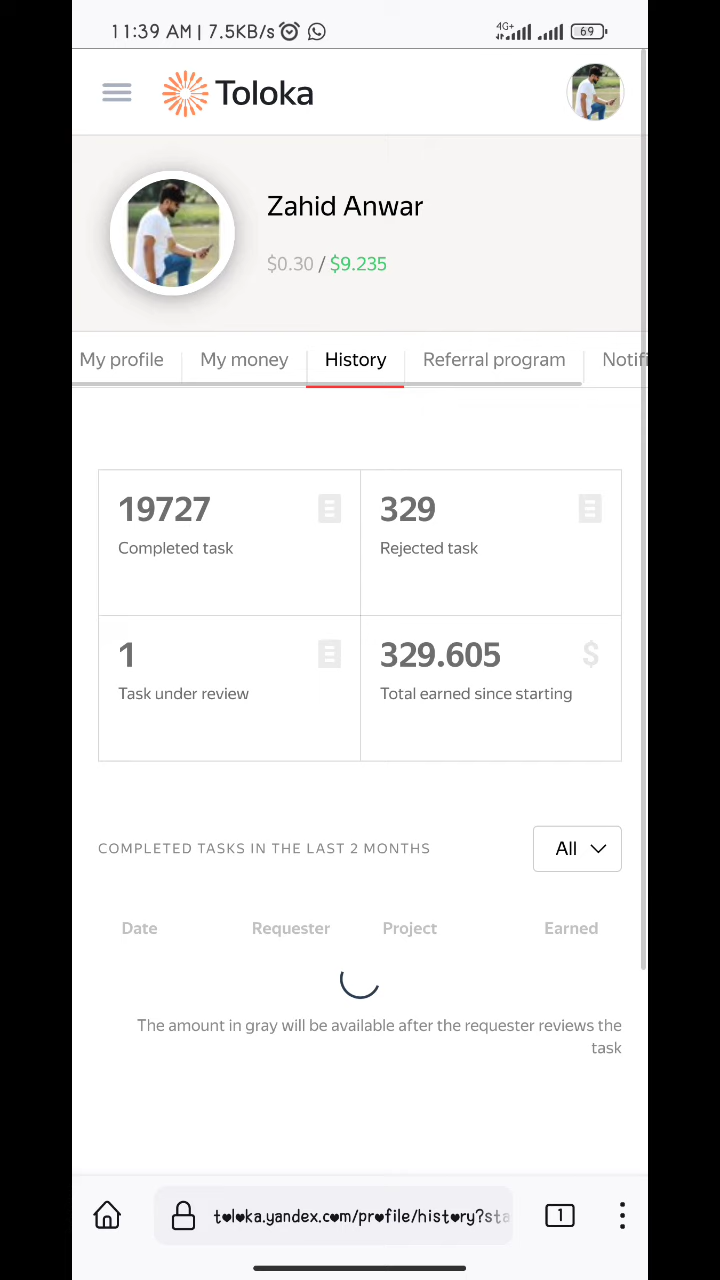 11:39 AM | 7.5KB/s 4G+ 69
Toloka
Zahid Anwar
$0.30 / $9.235
My profile My money History Referral program Notifi
19727 329
Completed task Rejected task
1 329.605 $
Task under review Total earned since starting
COMPLETED TASKS IN THE LAST 2 MONTHS All
Date Requester Project Earned
The amount in gray will be available after the requester reviews the
task
toloka.yandex.com/profile/history?sta 1